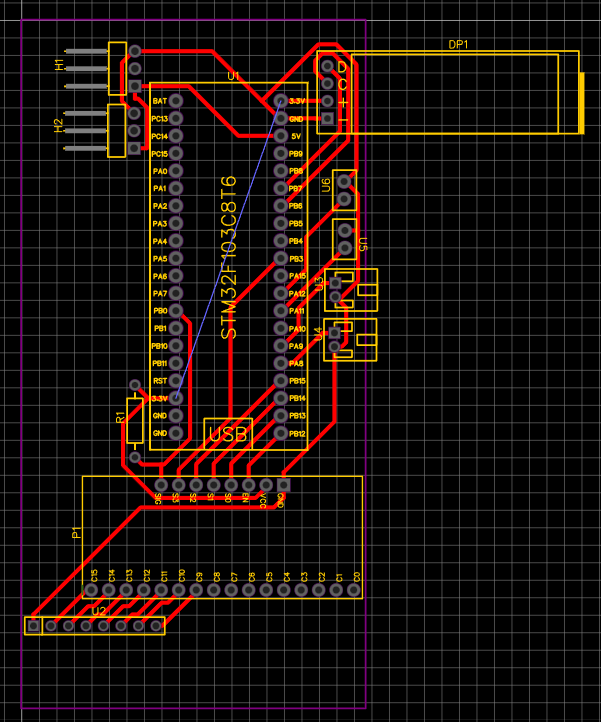 DP1
H1
U1
D
C
+
-
BAT 3.3V
PC13 GND
H2
PC14 5V
PC15 PB9
PA0 PB8
PA1 PB7
U6
PA2 PB6
PA3 PB5
PA4 PB4
U5
PA5 PB3
PA6 PA15
U3
PA7 PA12
PB0 PA11
PB1 PA10
U4
PB10 PA9
PB11 PA8
RST PB15
3.3V PB14
GND PB13
GND PB12
STM32F103C8T6
R1
USB
SIG S3 S2 S1 S0 EN VCC GND
P1
C15 C14 C13 C12 C11 C10 C9 C8 C7 C6 C5 C4 C3 C2 C1 C0
U2